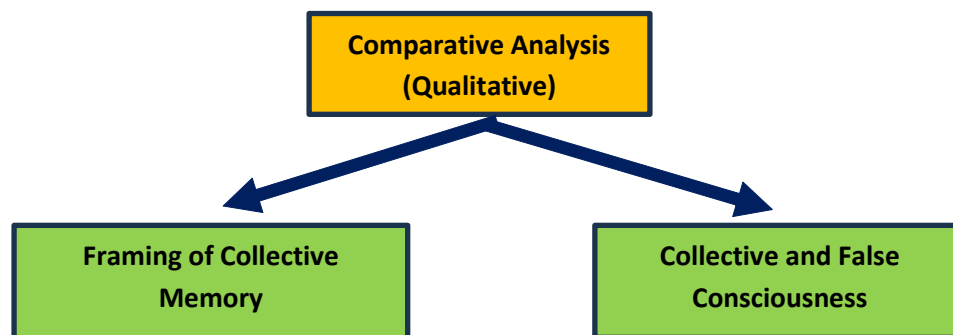 Comparative Analysis
(Qualitative)
Framing of Collective
Memory
Collective and False
Consciousness